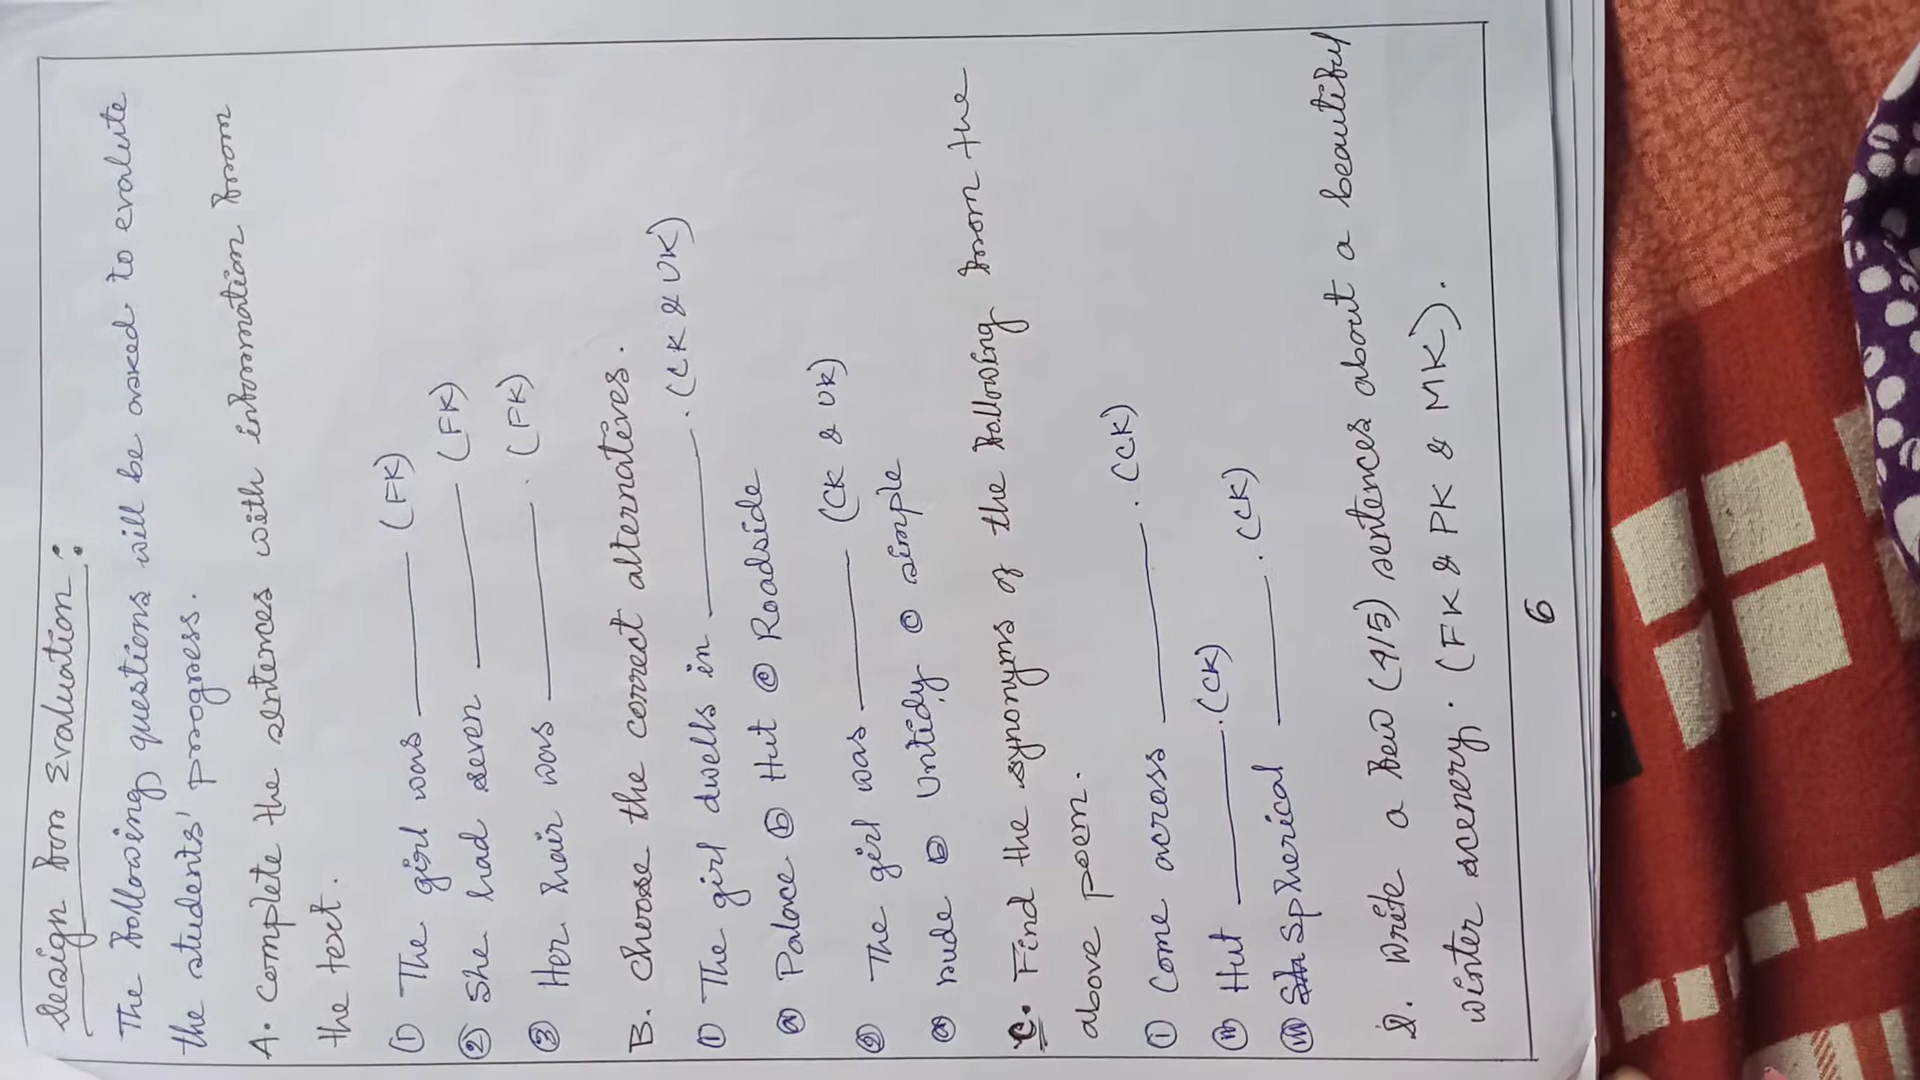 Design for Evaluation :
The following questions will be asked to evalute
the students' progress.
A. Complete the sentences with information from
the text.
① The girl was ______ (FK)
② She had seven ______ (FK)
③ Her hair was ______. (FK)
B. Choose the correct alternateves.
① The girl dwells in ______. (CK & UK)
ⓐ Palace ⓑ Hut ⓒ Roadside
② The girl was ______ (CK & UK)
ⓐ rude ⓑ Untidy ⓒ simple
C. Find the synonyms of the following from the
above poem.
① Come across ______. (CK)
ⓘⓘ Hut ______. (CK)
ⓘⓘⓘ Spherical ______. (CK)
D. Write a few (4/5) sentences about a beautiful
winter scenery. (FK & PK & MK).
6